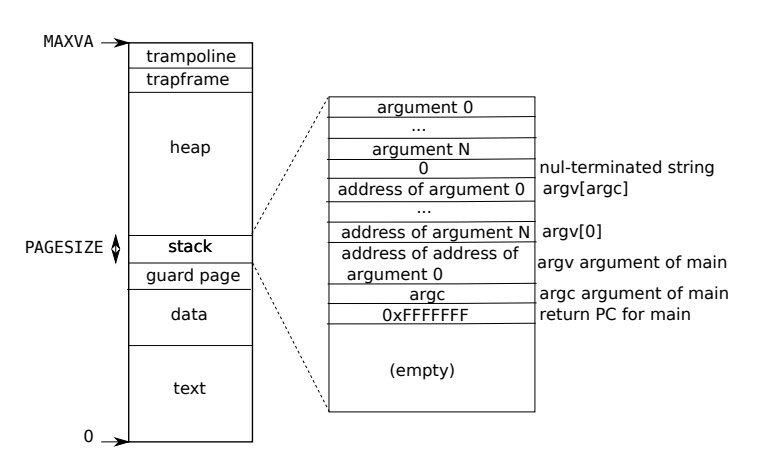 MAXVA
trampoline
trapframe
heap
PAGESIZE
stack
guard page
data
text
0
argument 0
...
argument N
0
nul-terminated string
address of argument 0
argv[argc]
...
address of argument N
argv[0]
address of address of
argument 0
argv argument of main
argc
argc argument of main
0xFFFFFFF
return PC for main
(empty)